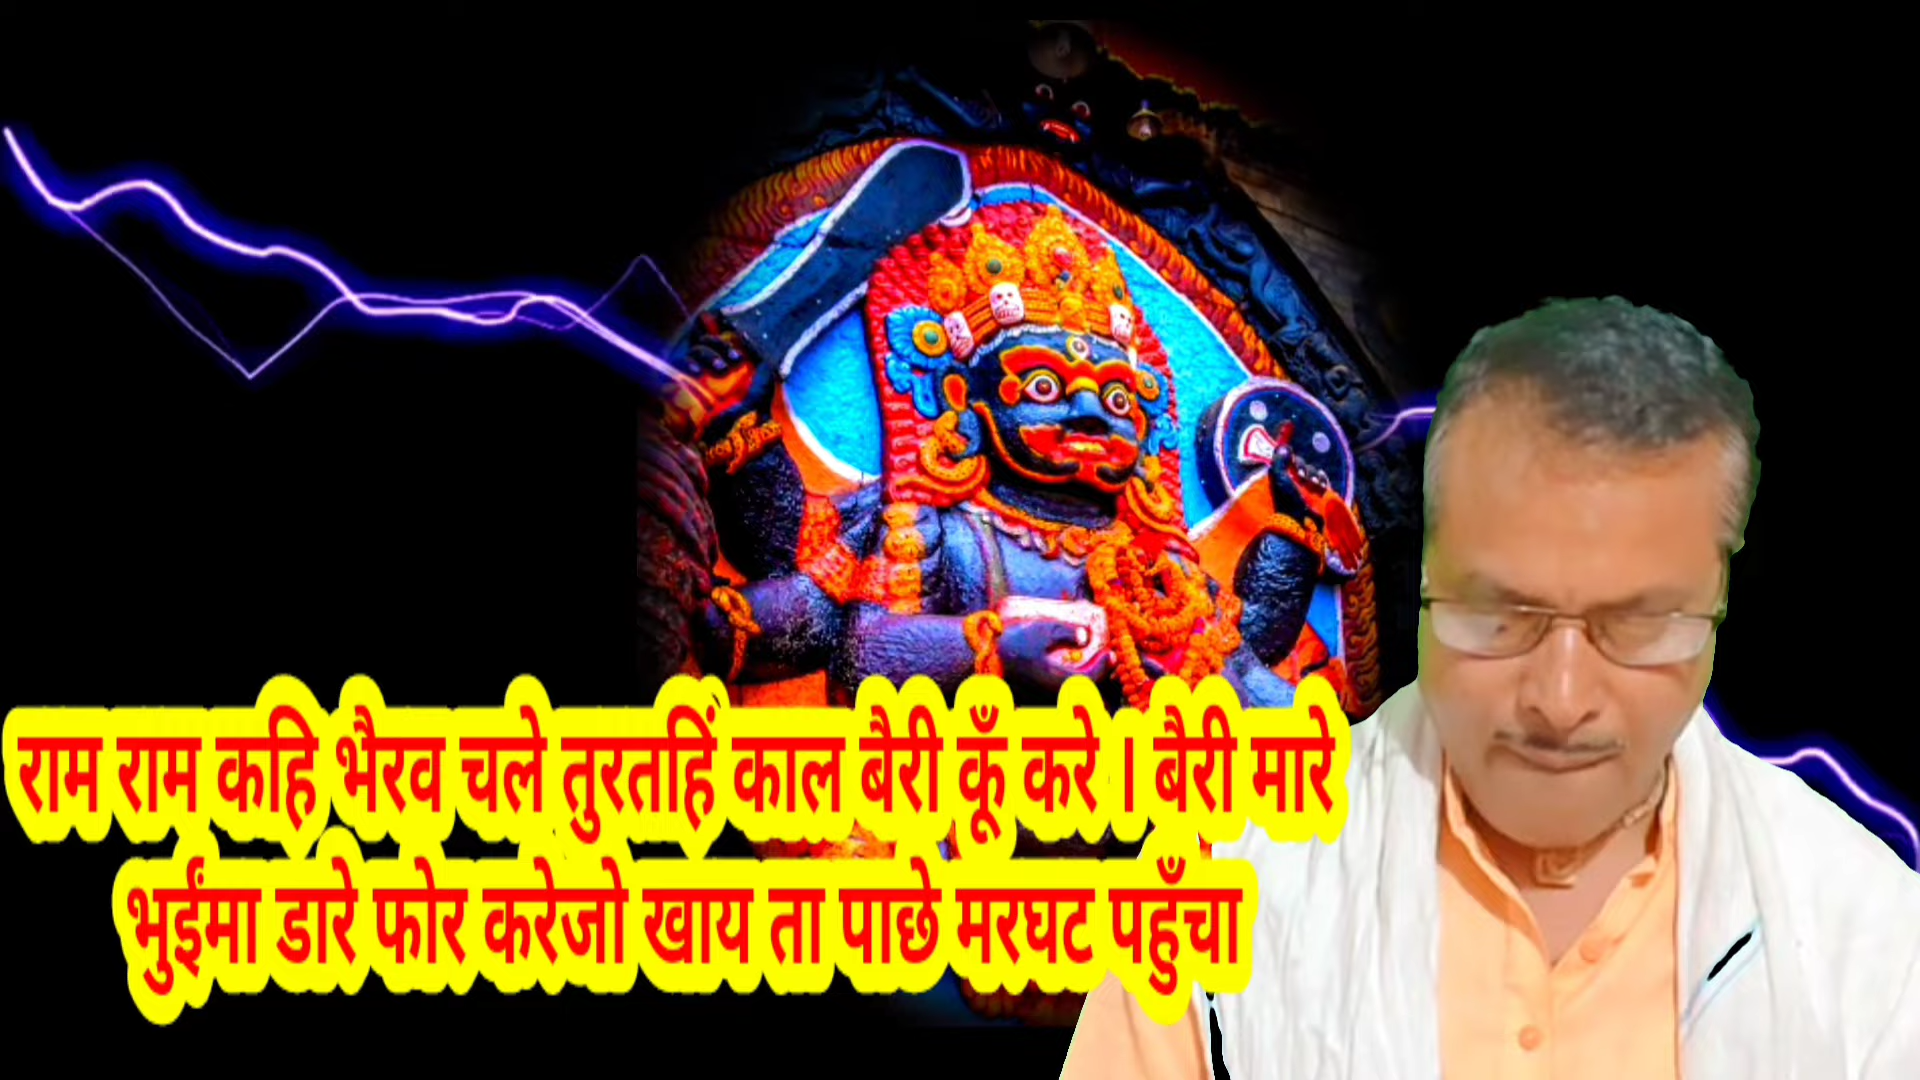 राम राम कहि भैरव चले तुरतहिं काल बैरी कूँ करे । बैरी मारे
भुईंमा डारे फोर करेजो खाय ता पाछे मरघट पहुँचा